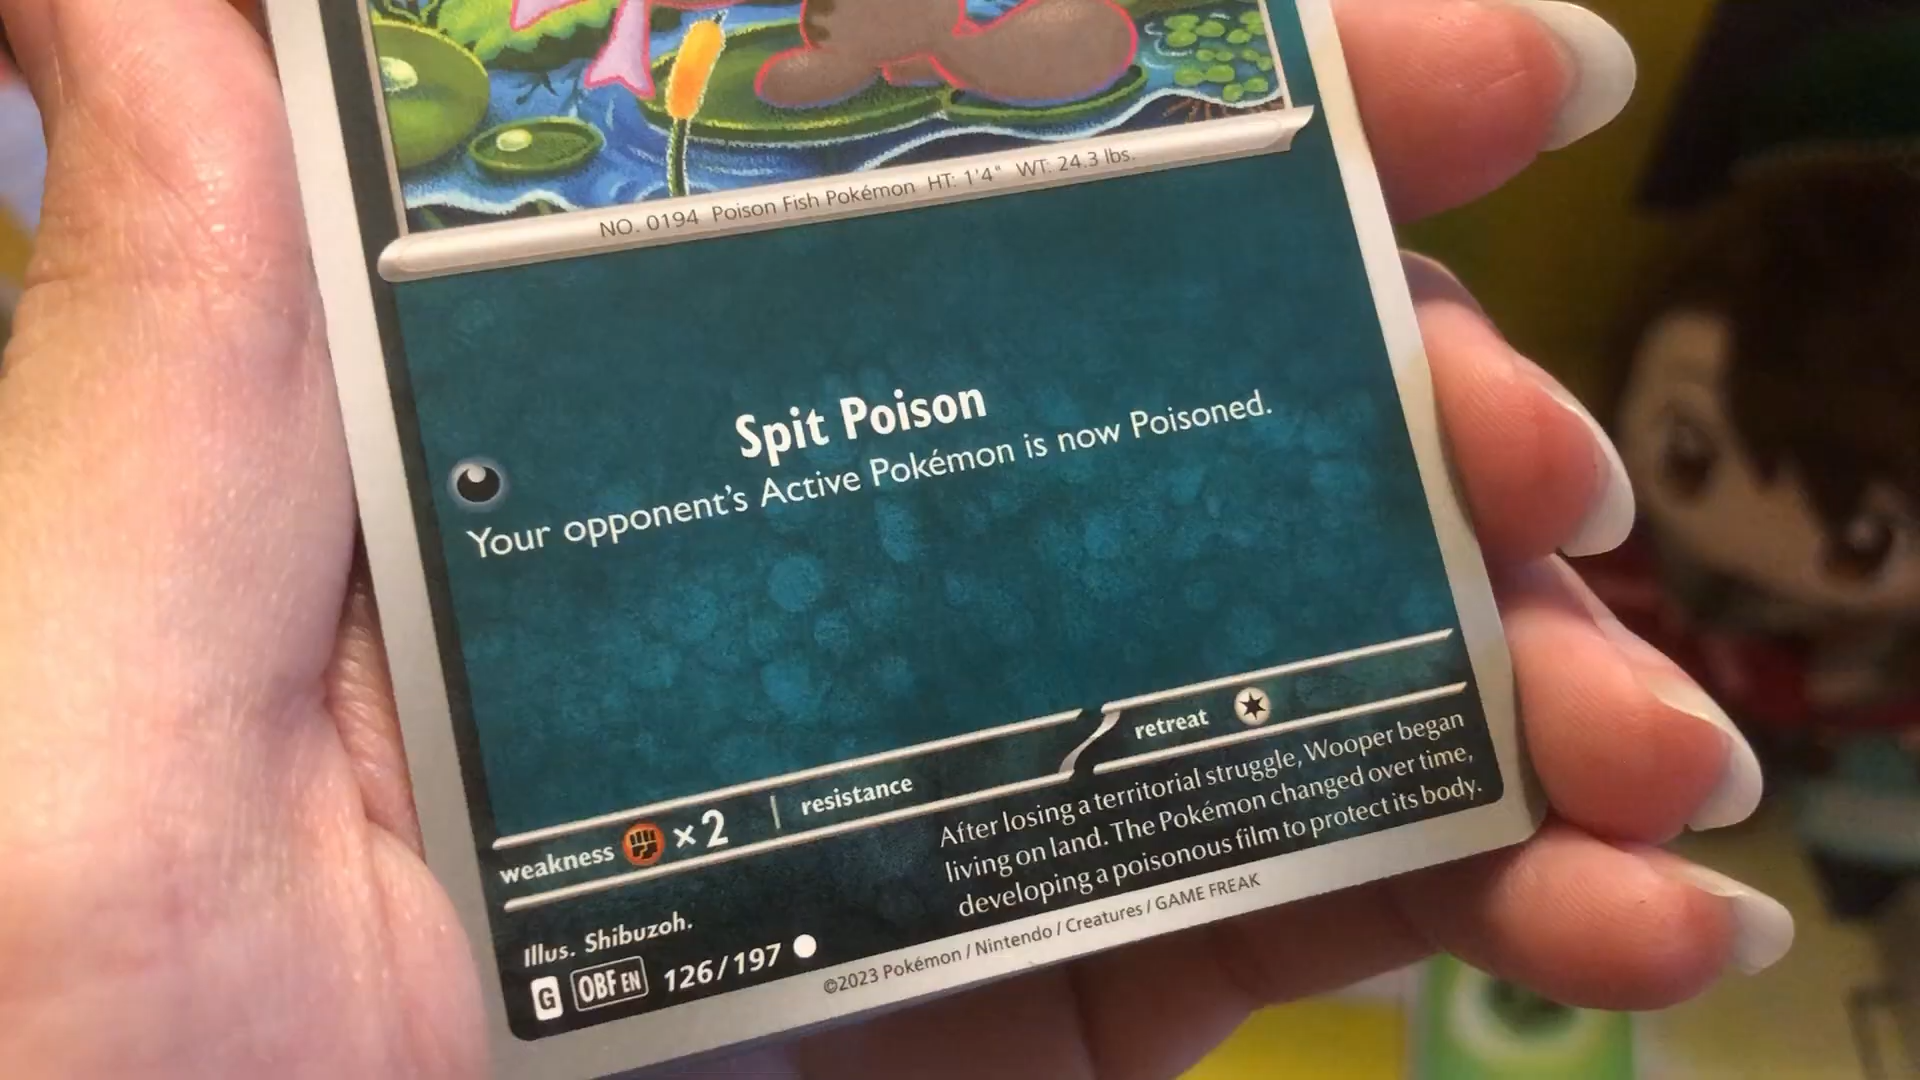 NO. 0194 Poison Fish Pokémon HT: 1'4" WT: 24.3 lbs.
Spit Poison
Your opponent's Active Pokémon is now Poisoned.
weakness ×2 resistance retreat
After losing a territorial struggle, Wooper began
living on land. The Pokémon changed over time,
developing a poisonous film to protect its body.
Illus. Shibuzoh.
G OBF EN 126/197
©2023 Pokémon / Nintendo / Creatures / GAME FREAK